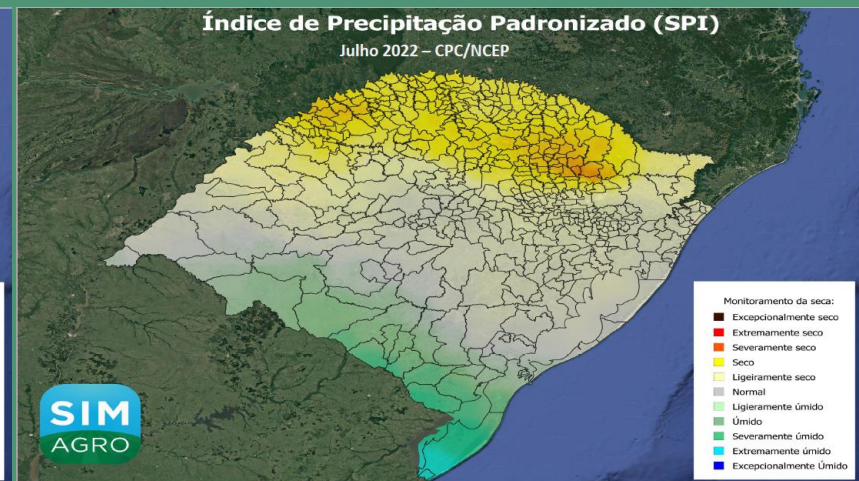 Índice de Precipitação Padronizado (SPI)
Julho 2022 – CPC/NCEP
Monitoramento da seca:
Excepcionalmente seco
Extremamente seco
Severamente seco
Seco
Ligeiramente seco
Normal
Ligieramente úmido
Úmido
Severamente úmido
Extremamente úmido
Excepcionalmente Úmido
SIM
AGRO